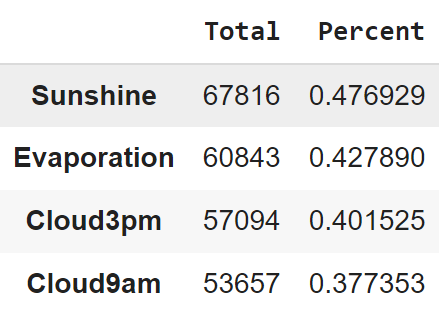 Total Percent
Sunshine 67816 0.476929
Evaporation 60843 0.427890
Cloud3pm 57094 0.401525
Cloud9am 53657 0.377353